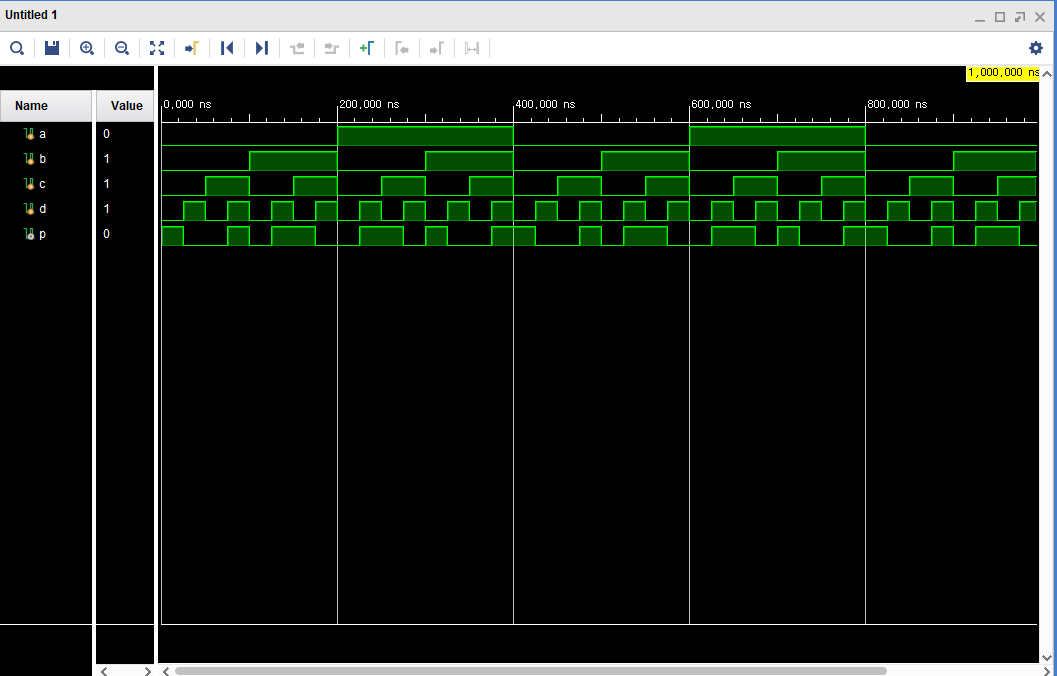 Untitled 1
1,000,000 ns
Name
Value
0,000 ns
200,000 ns
400,000 ns
600,000 ns
800,000 ns
a
0
b
1
c
1
d
1
p
0